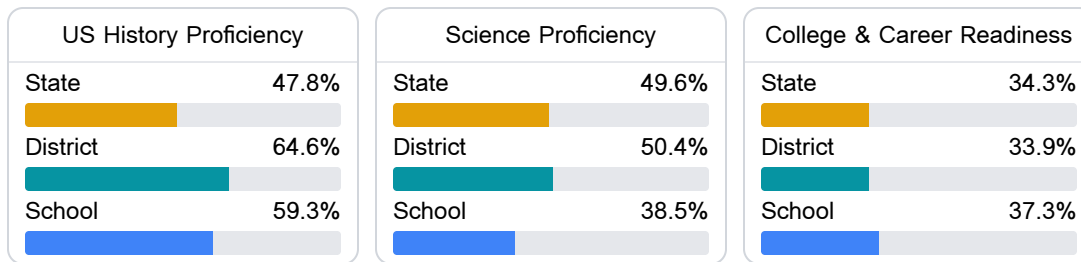 US History Proficiency
State 47.8%
District 64.6%
School 59.3%
Science Proficiency
State 49.6%
District 50.4%
School 38.5%
College & Career Readiness
State 34.3%
District 33.9%
School 37.3%